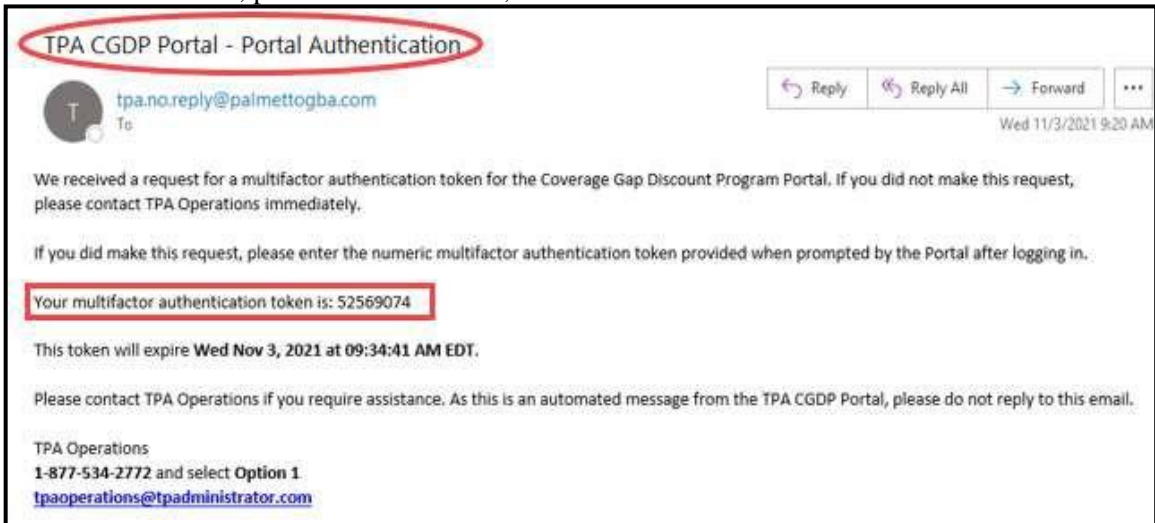 TPA CGDP Portal - Portal Authentication
T
tpa.no.reply@palmettogba.com
To
Reply Reply All Forward ...
Wed 11/3/2021 9:20 AM
We received a request for a multifactor authentication token for the Coverage Gap Discount Program Portal. If you did not make this request,
please contact TPA Operations immediately.
If you did make this request, please enter the numeric multifactor authentication token provided when prompted by the Portal after logging in.
Your multifactor authentication token is: 52569074
This token will expire Wed Nov 3, 2021 at 09:34:41 AM EDT.
Please contact TPA Operations if you require assistance. As this is an automated message from the TPA CGDP Portal, please do not reply to this email.
TPA Operations
1-877-534-2772 and select Option 1
tpaoperations@tpadministrator.com